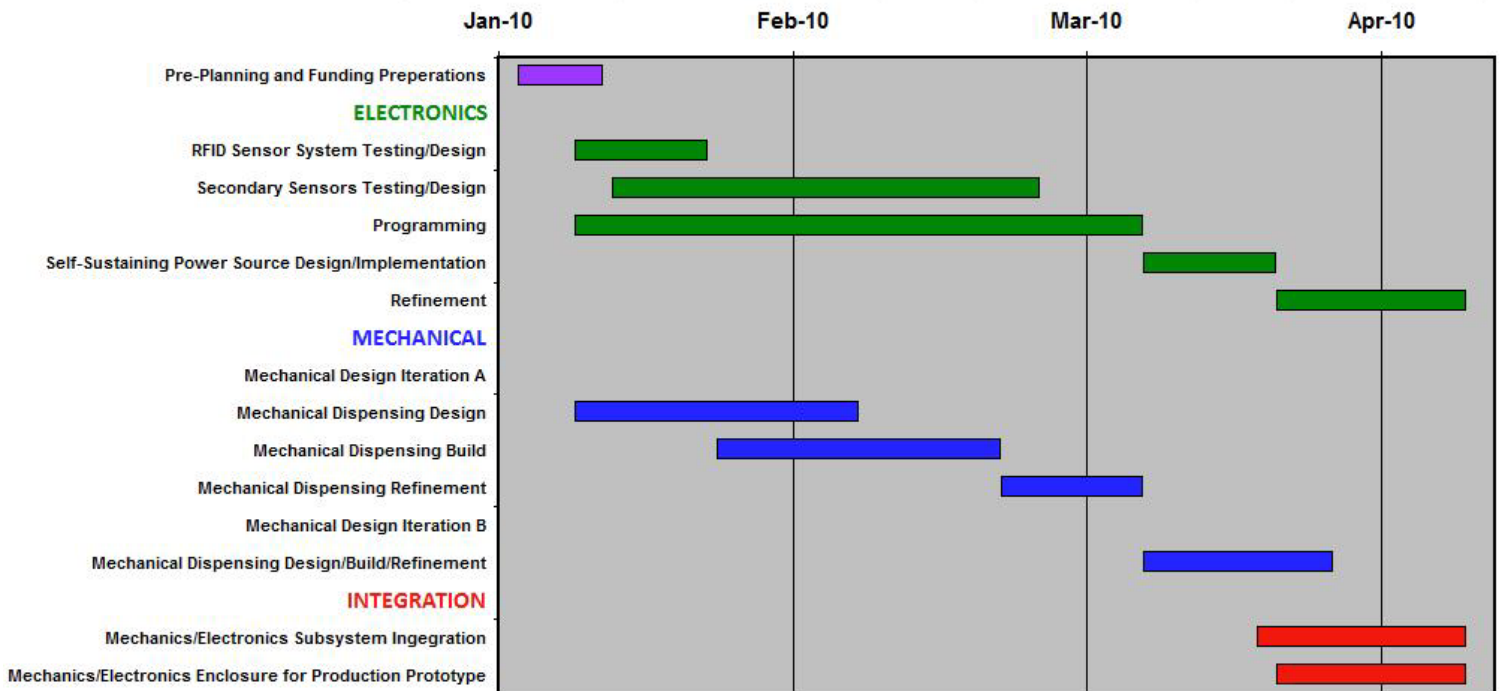 Jan-10 Feb-10 Mar-10 Apr-10
Pre-Planning and Funding Preperations
ELECTRONICS
RFID Sensor System Testing/Design
Secondary Sensors Testing/Design
Programming
Self-Sustaining Power Source Design/Implementation
Refinement
MECHANICAL
Mechanical Design Iteration A
Mechanical Dispensing Design
Mechanical Dispensing Build
Mechanical Dispensing Refinement
Mechanical Design Iteration B
Mechanical Dispensing Design/Build/Refinement
INTEGRATION
Mechanics/Electronics Subsystem Ingegration
Mechanics/Electronics Enclosure for Production Prototype